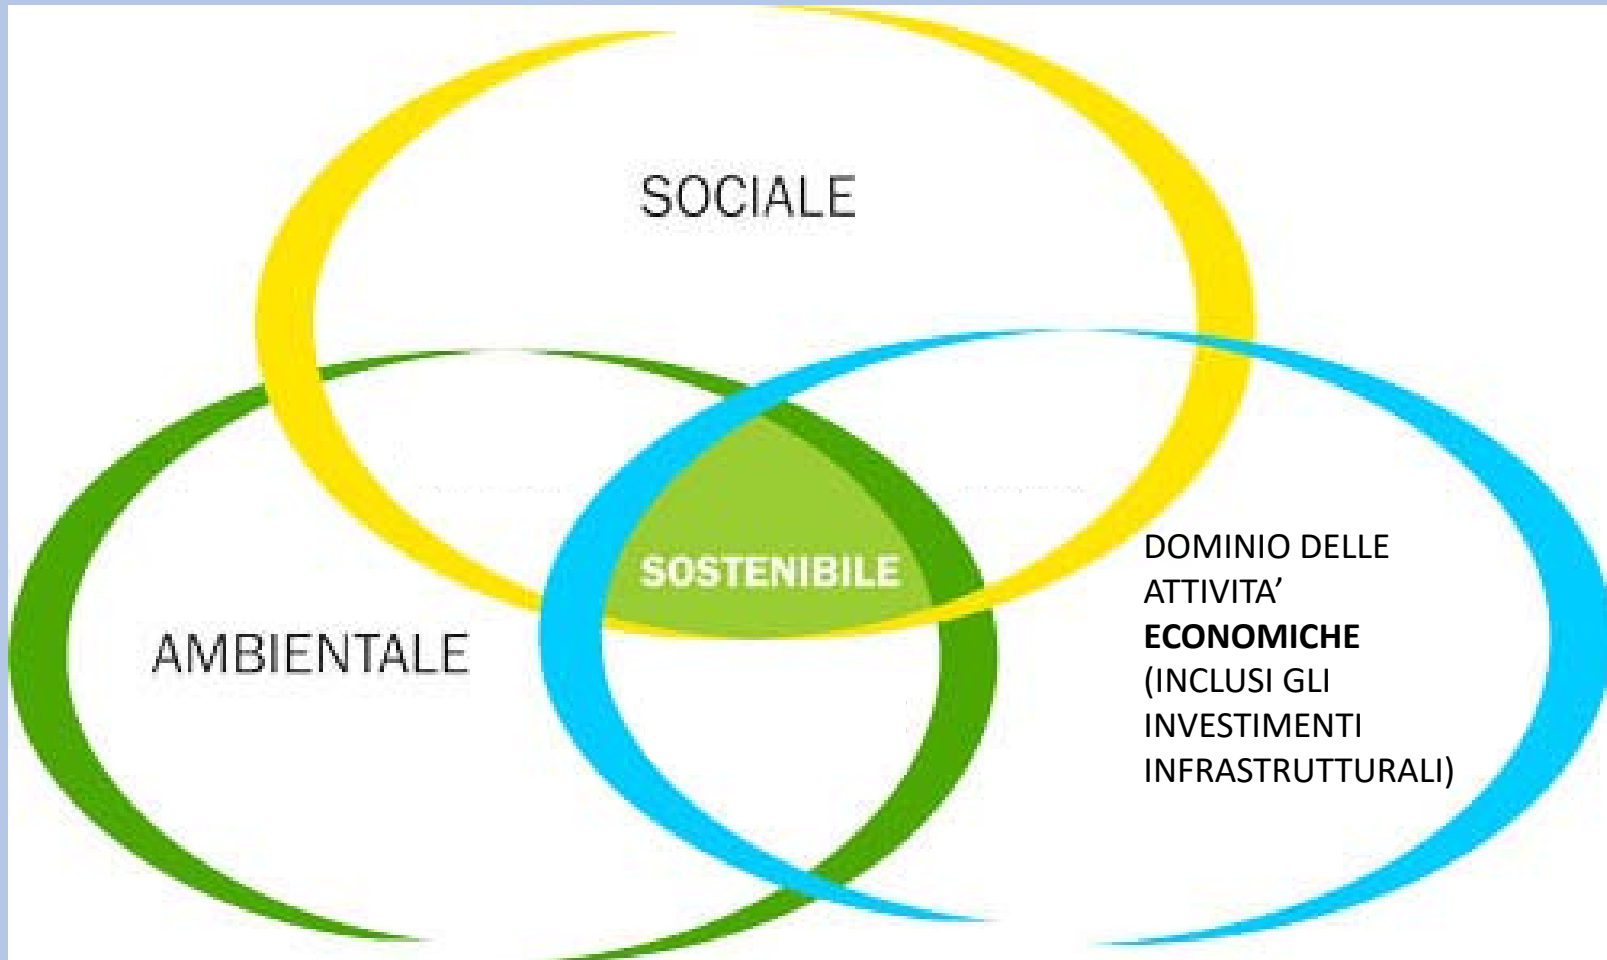 SOCIALE
SOSTENIBILE
AMBIENTALE
DOMINIO DELLE
ATTIVITA’
ECONOMICHE
(INCLUSI GLI
INVESTIMENTI
INFRASTRUTTURALI)